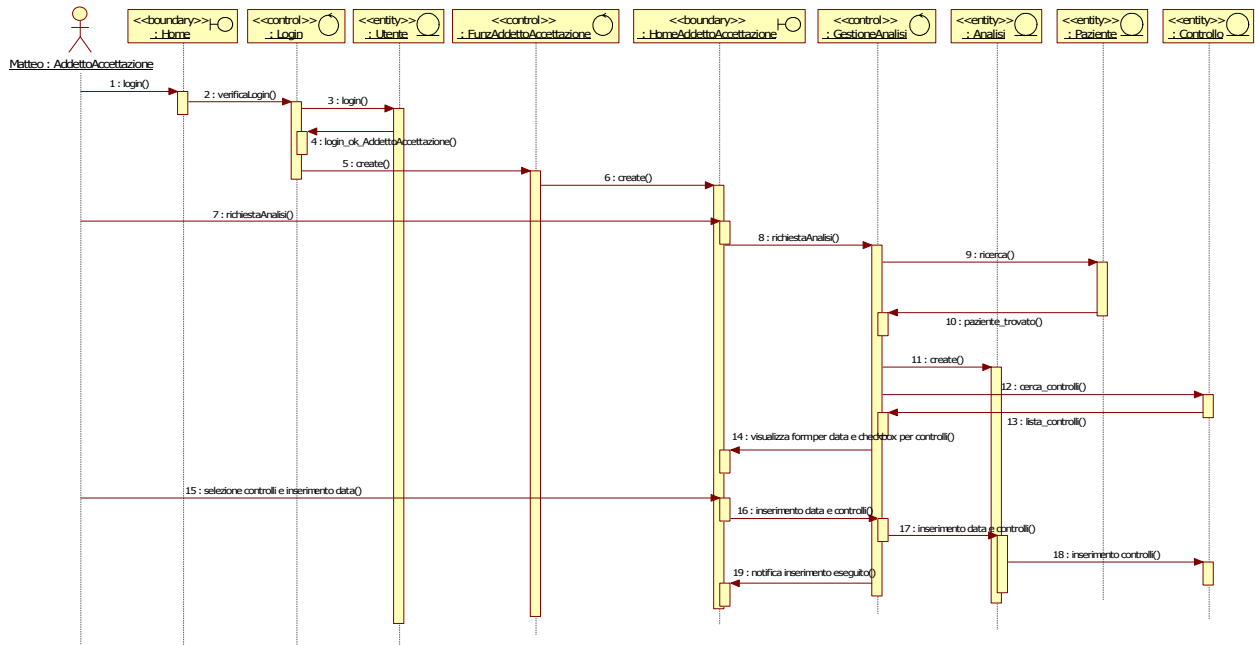 <<boundary>>
: Home
<<control>>
: Login
<<entity>>
: Utente
<<control>>
: FunzAddettoAccettazione
<<boundary>>
: HomeAddettoAccettazione
<<control>>
: GestioneAnalisi
<<entity>>
: Analisi
<<entity>>
: Paziente
<<entity>>
: Controllo
Matteo : AddettoAccettazione
1 : login()
2 : verificaLogin()
3 : login()
4 : login_ok_AddettoAccettazione()
5 : create()
6 : create()
7 : richiestaAnalisi()
8 : richiestaAnalisi()
9 : ricerca()
10 : paziente_trovato()
11 : create()
12 : cerca_controlli()
13 : lista_controlli()
14 : visualizza form per data e checkbox per controlli()
15 : selezione controlli e inserimento data()
16 : inserimento data e controlli()
17 : inserimento data e controlli()
18 : inserimento controlli()
19 : notifica inserimento eseguito()